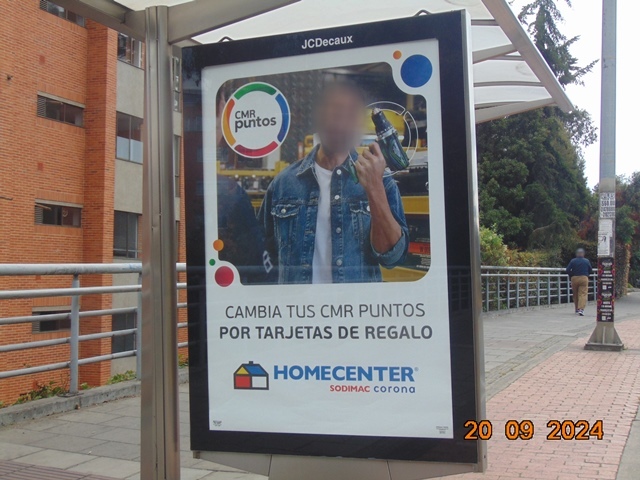 JCDecaux
CMR
puntos
CAMBIA TUS CMR PUNTOS
POR TARJETAS DE REGALO
HOMECENTER
SODIMAC corona
20 09 2024